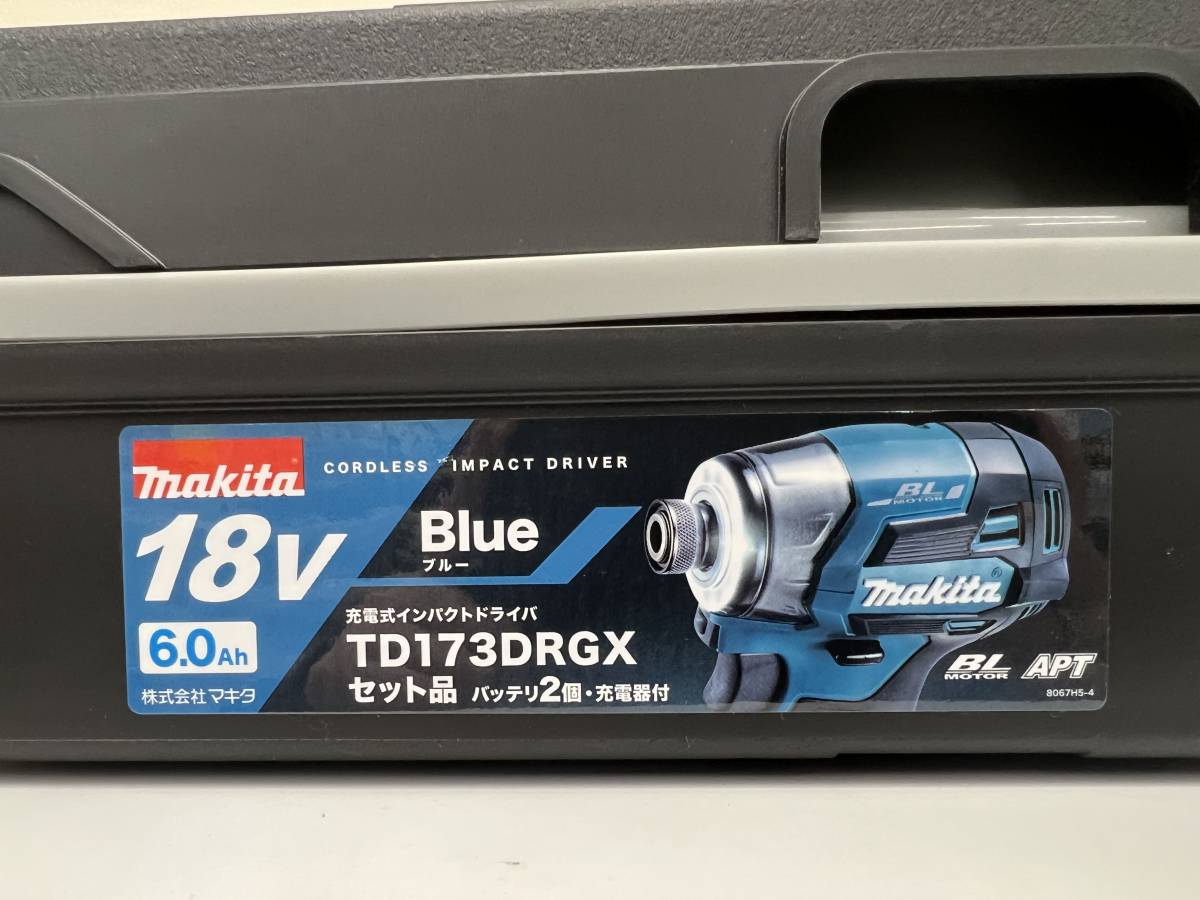 makita
CORDLESS IMPACT DRIVER
18V
Blue
ブルー
6.0Ah
充電式インパクトドライバ
TD173DRGX
セット品 バッテリ2個・充電器付
株式会社マキタ
BL
MOTOR
makita
BL
MOTOR
APT
8067H5-4